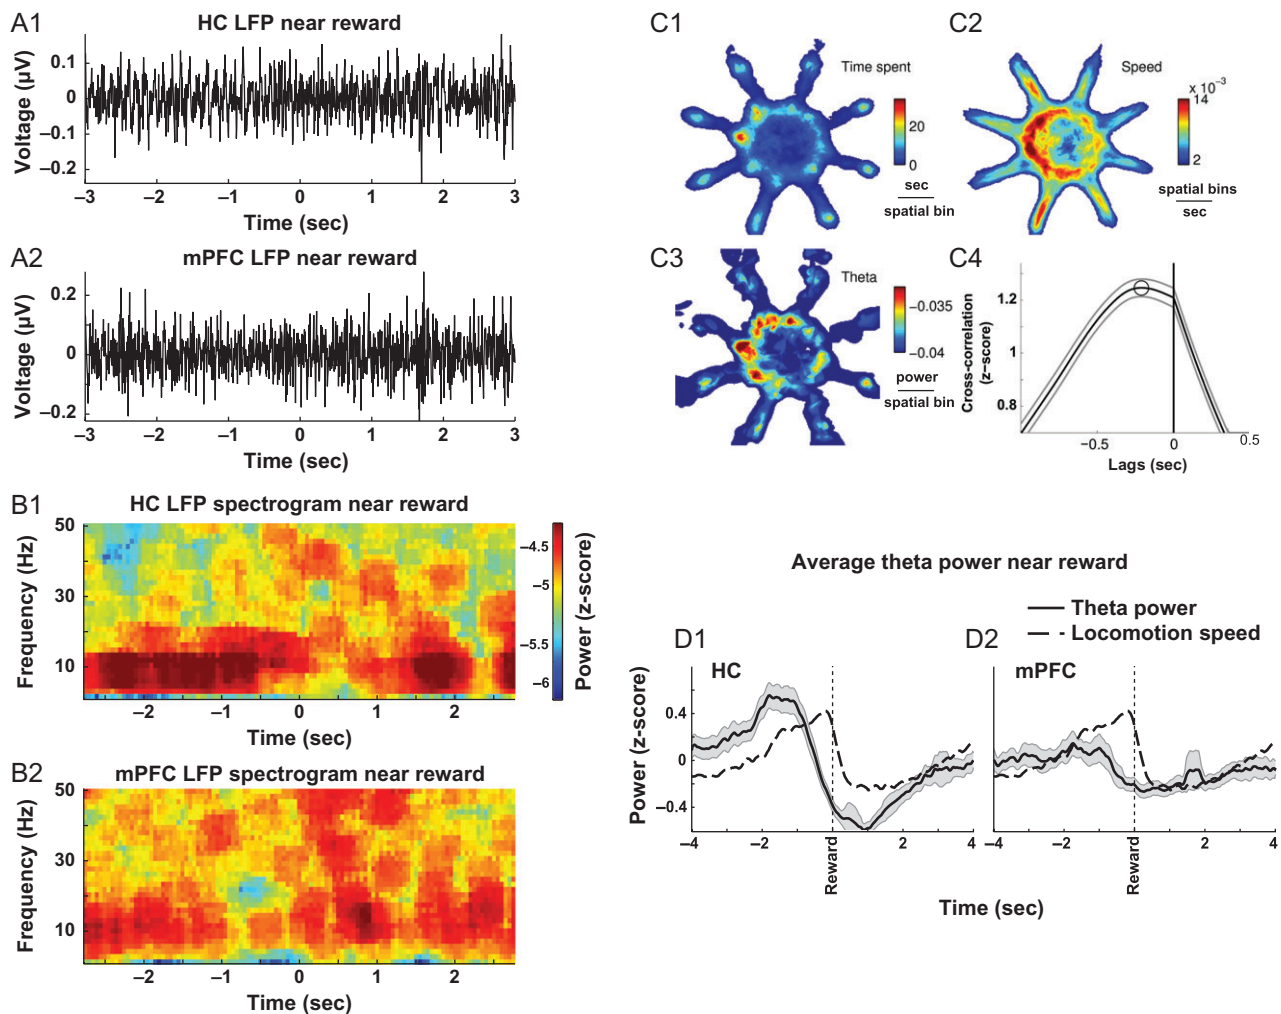 A1
HC LFP near reward
Voltage (µV)
0.1
0
−0.1
−0.2
−3 −2 −1 0 1 2 3
Time (sec)
A2
mPFC LFP near reward
Voltage (µV)
0.2
0
−0.2
−3 −2 −1 0 1 2 3
Time (sec)
B1
HC LFP spectrogram near reward
Frequency (Hz)
50
30
10
−2 −1 0 1 2
Time (sec)
−4.5
−5
−5.5
−6
Power (z-score)
B2
mPFC LFP spectrogram near reward
Frequency (Hz)
50
30
10
−2 −1 0 1 2
Time (sec)
C1
Time spent
20
0
sec
spatial bin
C2
Speed
x 10⁻³
14
2
spatial bins
sec
C3
Theta
−0.035
−0.04
power
spatial bin
C4
Cross-correlation
(z−score)
1.2
1
0.8
−0.5 0 0.5
Lags (sec)
Average theta power near reward
Theta power
Locomotion speed
D1
HC
Power (z-score)
0.4
0
−0.4
−4 −2 2 4
Reward
D2
mPFC
−4 −2 2 4
Reward
Time (sec)